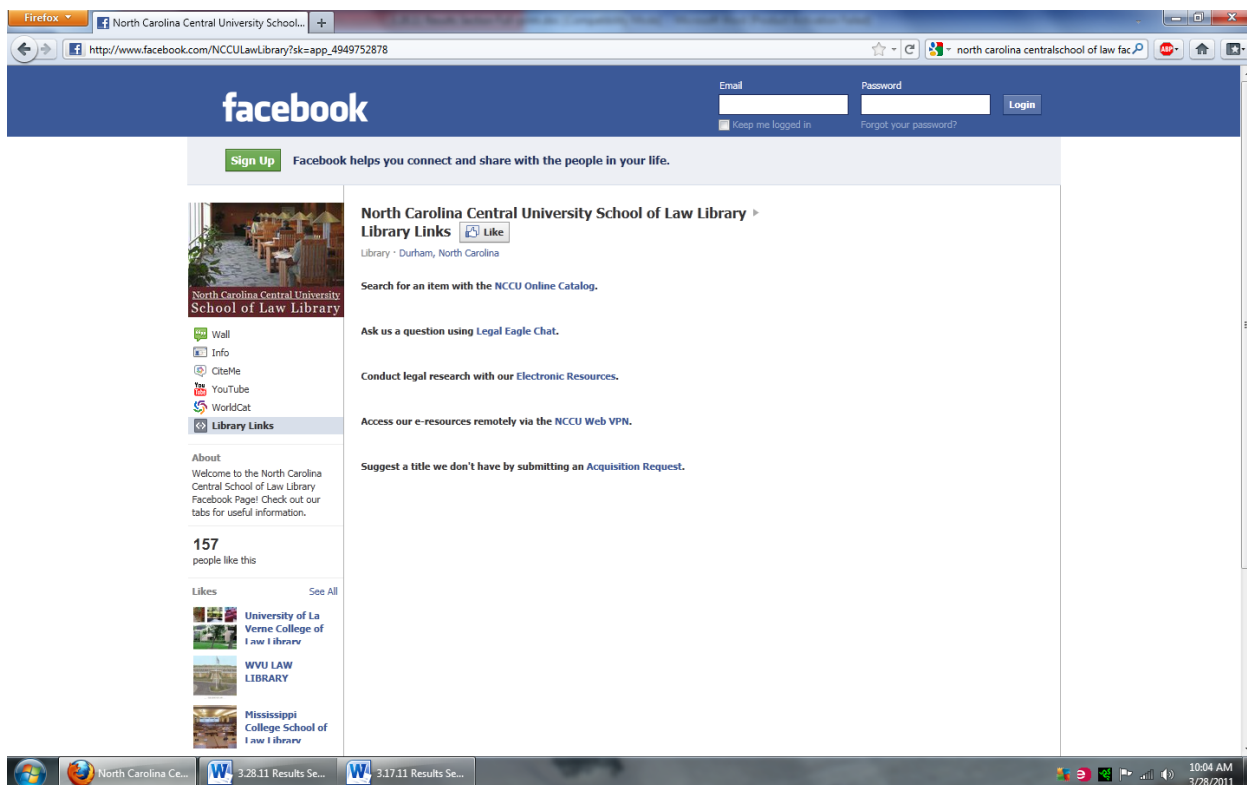 Firefox
North Carolina Central University School...
http://www.facebook.com/NCCULawLibrary?sk=app_4949752878
north carolina centralschool of law fac
ABP
facebook
Email
Password
Login
Keep me logged in
Forgot your password?
Sign Up
Facebook helps you connect and share with the people in your life.
North Carolina Central University
School of Law Library
Wall
Info
CiteMe
YouTube
WorldCat
Library Links
About
Welcome to the North Carolina
Central School of Law Library
Facebook Page! Check out our
tabs for useful information.
157
people like this
Likes
See All
University of La
Verne College of
Law Library
WVU LAW
LIBRARY
Mississippi
College School of
Law Library
North Carolina Central University School of Law Library
Library Links
Like
Library · Durham, North Carolina
Search for an item with the NCCU Online Catalog.
Ask us a question using Legal Eagle Chat.
Conduct legal research with our Electronic Resources.
Access our e-resources remotely via the NCCU Web VPN.
Suggest a title we don't have by submitting an Acquisition Request.
North Carolina Ce...
3.28.11 Results Se...
3.17.11 Results Se...
10:04 AM
3/28/2011